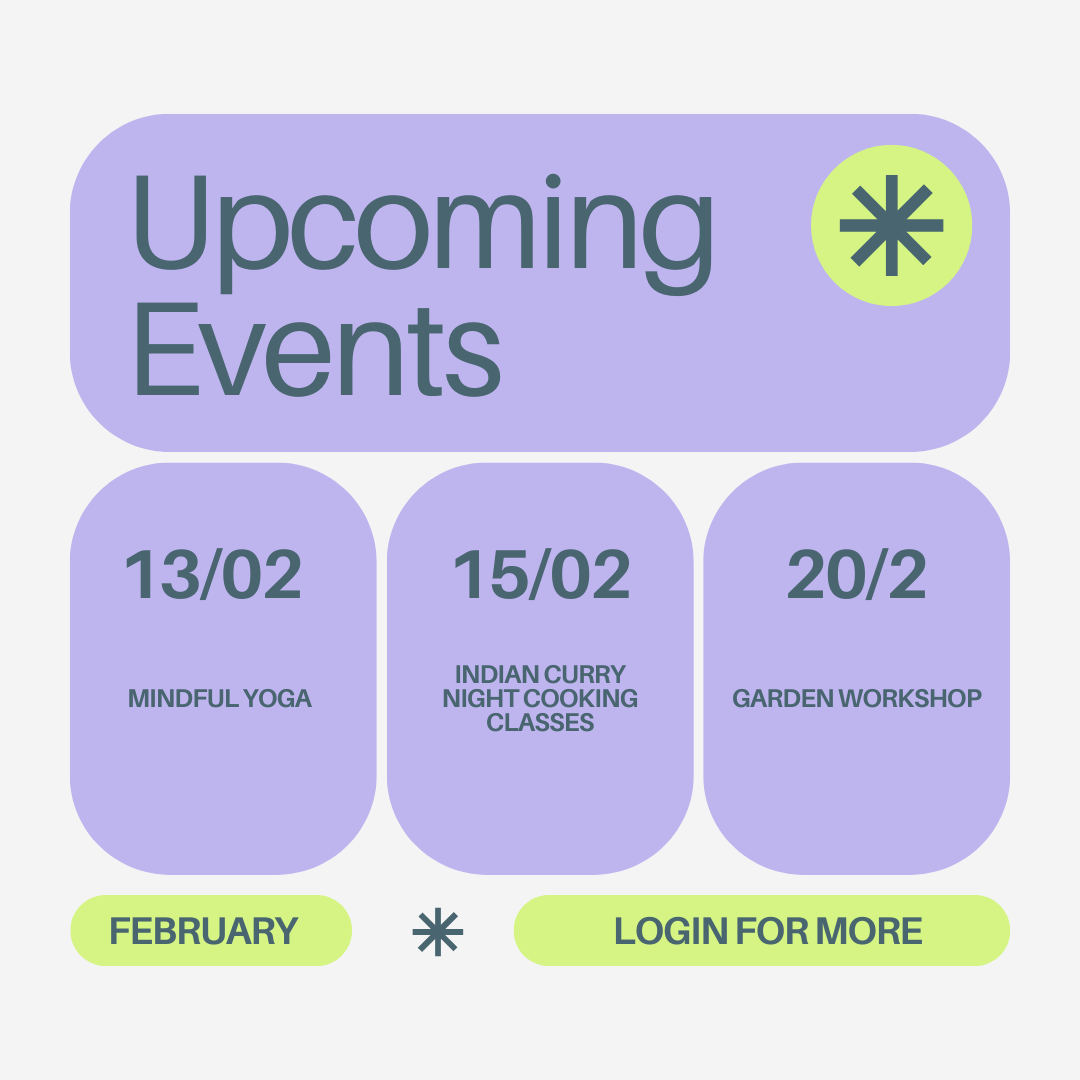 Upcoming
Events
13/02
15/02
20/2
MINDFUL YOGA
INDIAN CURRY
NIGHT COOKING
CLASSES
GARDEN WORKSHOP
FEBRUARY
LOGIN FOR MORE